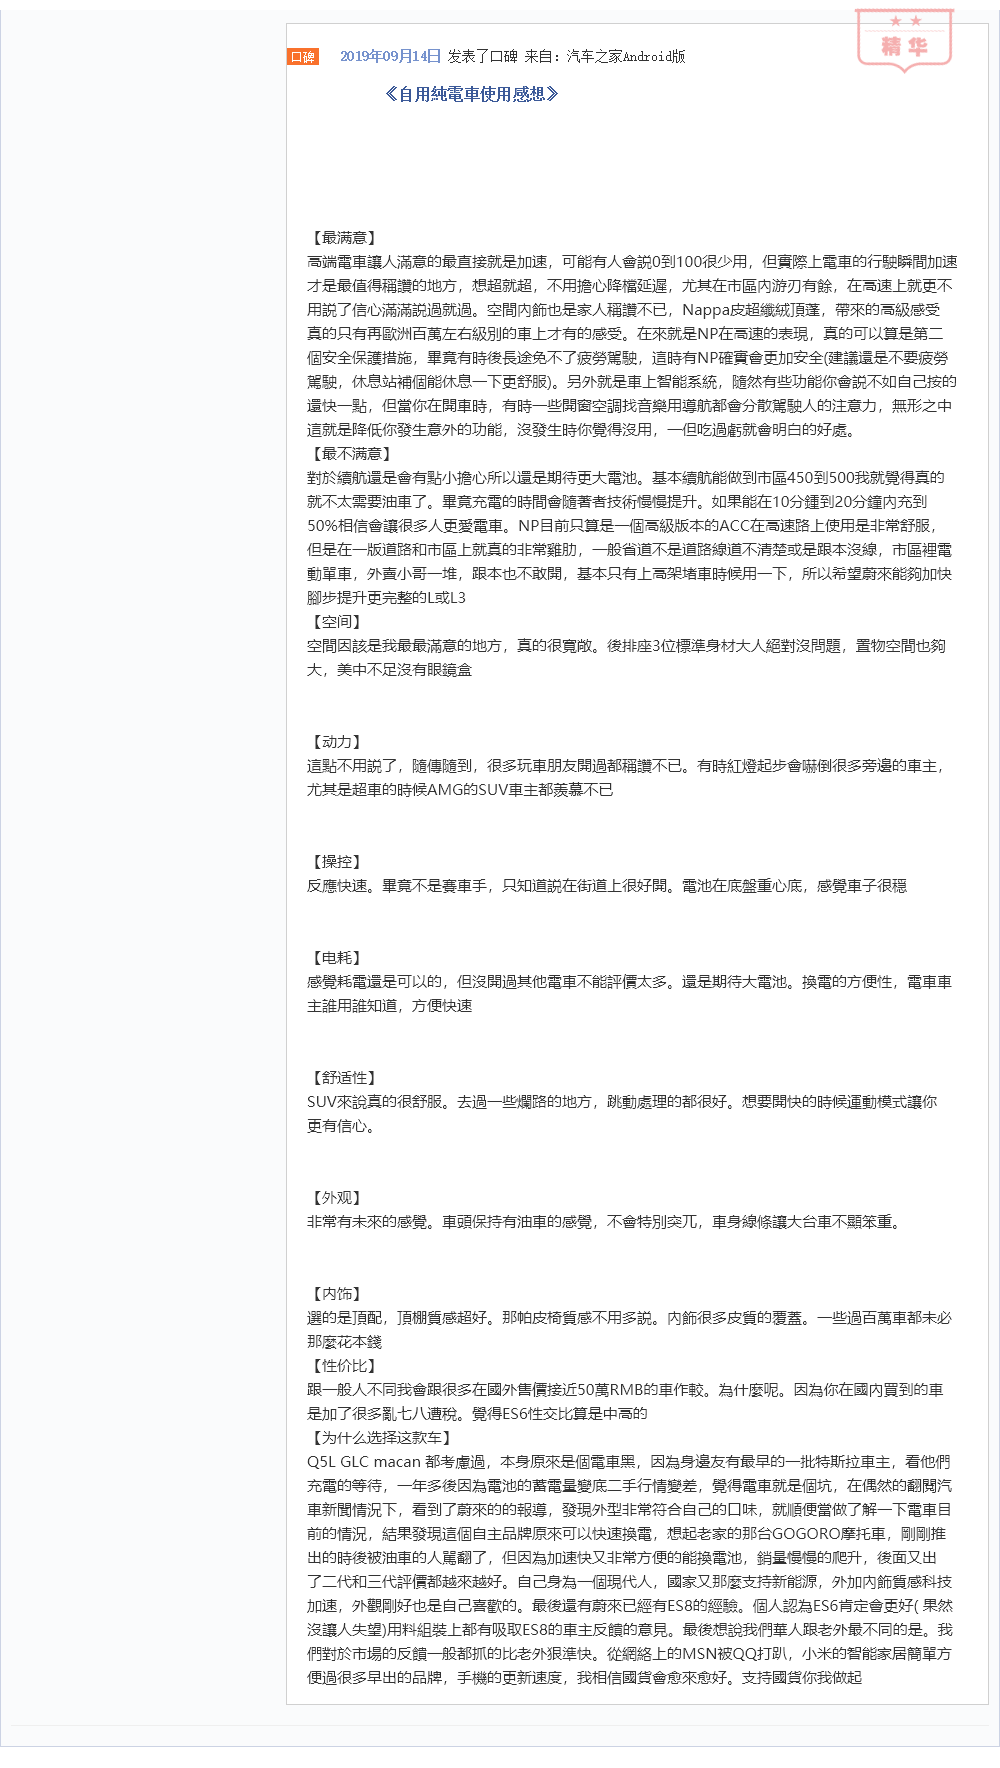 精华
口碑 2019年09月14日 发表了口碑 来自：汽车之家Android版
《自用純電車使用感想》
【最满意】
高端電車讓人滿意的最直接就是加速，可能有人會説0到100很少用，但實際上電車的行駛瞬間加速
才是最值得稱讚的地方，想超就超，不用擔心降檔延遲，尤其在市區內游刃有餘，在高速上就更不
用説了信心滿滿説過就過。空間內飾也是家人稱讚不已，Nappa皮超纖絨頂蓬，帶來的高級感受
真的只有再歐洲百萬左右級別的車上才有的感受。在來就是NP在高速的表現，真的可以算是第二
個安全保護措施，畢竟有時後長途免不了疲勞駕駛，這時有NP確實會更加安全(建議還是不要疲勞
駕駛，休息站補個能休息一下更舒服)。另外就是車上智能系統，隨然有些功能你會説不如自己按的
還快一點，但當你在開車時，有時一些開窗空調找音樂用導航都會分散駕駛人的注意力，無形之中
這就是降低你發生意外的功能，沒發生時你覺得沒用，一但吃過虧就會明白的好處。
【最不满意】
對於續航還是會有點小擔心所以還是期待更大電池。基本續航能做到市區450到500我就覺得真的
就不太需要油車了。畢竟充電的時間會隨著者技術慢慢提升。如果能在10分鍾到20分鐘內充到
50%相信會讓很多人更愛電車。NP目前只算是一個高級版本的ACC在高速路上使用是非常舒服，
但是在一版道路和市區上就真的非常雞肋，一般省道不是道路線道不清楚或是跟本沒線，市區裡電
動單車，外賣小哥一堆，跟本也不敢開，基本只有上高架堵車時候用一下，所以希望蔚來能夠加快
腳步提升更完整的L或L3
【空间】
空間因該是我最最滿意的地方，真的很寬敞。後排座3位標準身材大人絕對沒問題，置物空間也夠
大，美中不足沒有眼鏡盒
【动力】
這點不用説了，隨傳隨到，很多玩車朋友開過都稱讚不已。有時紅燈起步會嚇倒很多旁邊的車主，
尤其是超車的時候AMG的SUV車主都羨慕不已
【操控】
反應快速。畢竟不是賽車手，只知道説在街道上很好開。電池在底盤重心底，感覺車子很穩
【电耗】
感覺耗電還是可以的，但沒開過其他電車不能評價太多。還是期待大電池。換電的方便性，電車車
主誰用誰知道，方便快速
【舒适性】
SUV來説真的很舒服。去過一些爛路的地方，跳動處理的都很好。想要開快的時候運動模式讓你
更有信心。
【外观】
非常有未來的感覺。車頭保持有油車的感覺，不會特別突兀，車身線條讓大台車不顯笨重。
【内饰】
選的是頂配，頂棚質感超好。那帕皮椅質感不用多説。內飾很多皮質的覆蓋。一些過百萬車都未必
那麼花本錢
【性价比】
跟一般人不同我會跟很多在國外售價接近50萬RMB的車作較。為什麼呢。因為你在國內買到的車
是加了很多亂七八遭稅。覺得ES6性交比算是中高的
【为什么选择这款车】
Q5L GLC macan 都考慮過，本身原來是個電車黑，因為身邊友有最早的一批特斯拉車主，看他們
充電的等待，一年多後因為電池的蓄電量變底二手行情變差，覺得電車就是個坑，在偶然的翻閱汽
車新聞情況下，看到了蔚來的的報導，發現外型非常符合自己的口味，就順便當做了解一下電車目
前的情況，結果發現這個自主品牌原來可以快速換電，想起老家的那台GOGORO摩托車，剛剛推
出的時後被油車的人罵翻了，但因為加速快又非常方便的能換電池，銷量慢慢的爬升，後面又出
了二代和三代評價都越來越好。自己身為一個現代人，國家又那麼支持新能源，外加內飾質感科技
加速，外觀剛好也是自己喜歡的。最後還有蔚來已經有ES8的經驗。個人認為ES6肯定會更好( 果然
沒讓人失望)用料組裝上都有吸取ES8的車主反饋的意見。最後想説我們華人跟老外最不同的是。我
們對於市場的反饋一般都抓的比老外狠準快。從網絡上的MSN被QQ打趴，小米的智能家居簡單方
便過很多早出的品牌，手機的更新速度，我相信國貨會愈來愈好。支持國貨你我做起